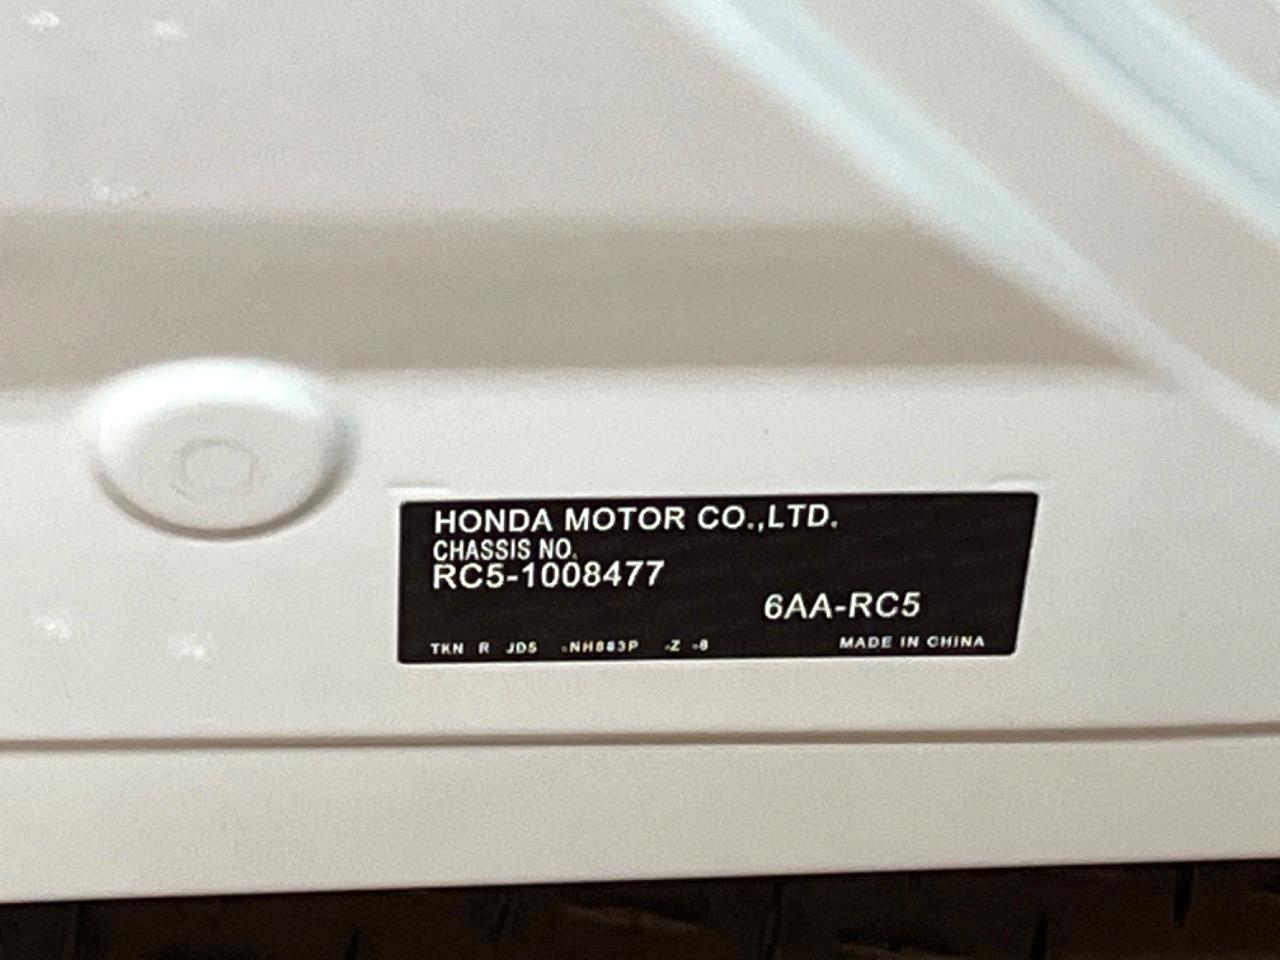 HONDA MOTOR CO.,LTD.
CHASSIS NO.
RC5-1008477
6AA-RC5
TKN R JD5 -NH883P -Z -8 MADE IN CHINA